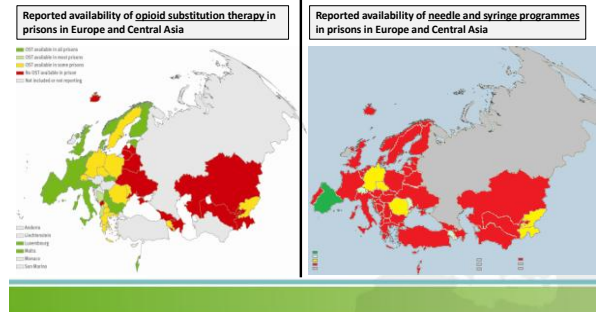 Reported availability of opioid substitution therapy in
prisons in Europe and Central Asia
OST available in all prisons
OST available in most prisons
OST available in some prisons
No OST available in prison
Not included or not reporting
Andorra
Liechtenstein
Luxembourg
Malta
Monaco
San Marino
Reported availability of needle and syringe programmes
in prisons in Europe and Central Asia